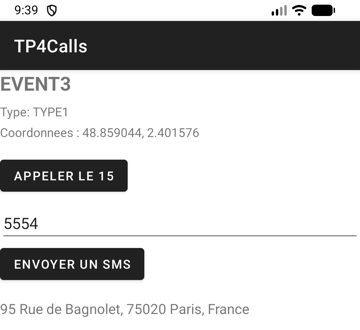 9:39
TP4Calls
EVENT3
Type: TYPE1
Coordonnees : 48.859044, 2.401576
APPELER LE 15
5554
ENVOYER UN SMS
95 Rue de Bagnolet, 75020 Paris, France